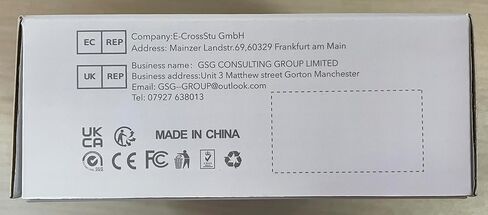 EC REP
Company:E-CrossStu GmbH
Address: Mainzer Landstr.69,60329 Frankfurt am Main
UK REP
Business name: GSG CONSULTING GROUP LIMITED
Business address:Unit 3 Matthew street Gorton Manchester
Email: GSG-GROUP@outlook.com
Tel: 07927 638013
UK
CA
MADE IN CHINA
SGS
CE FC